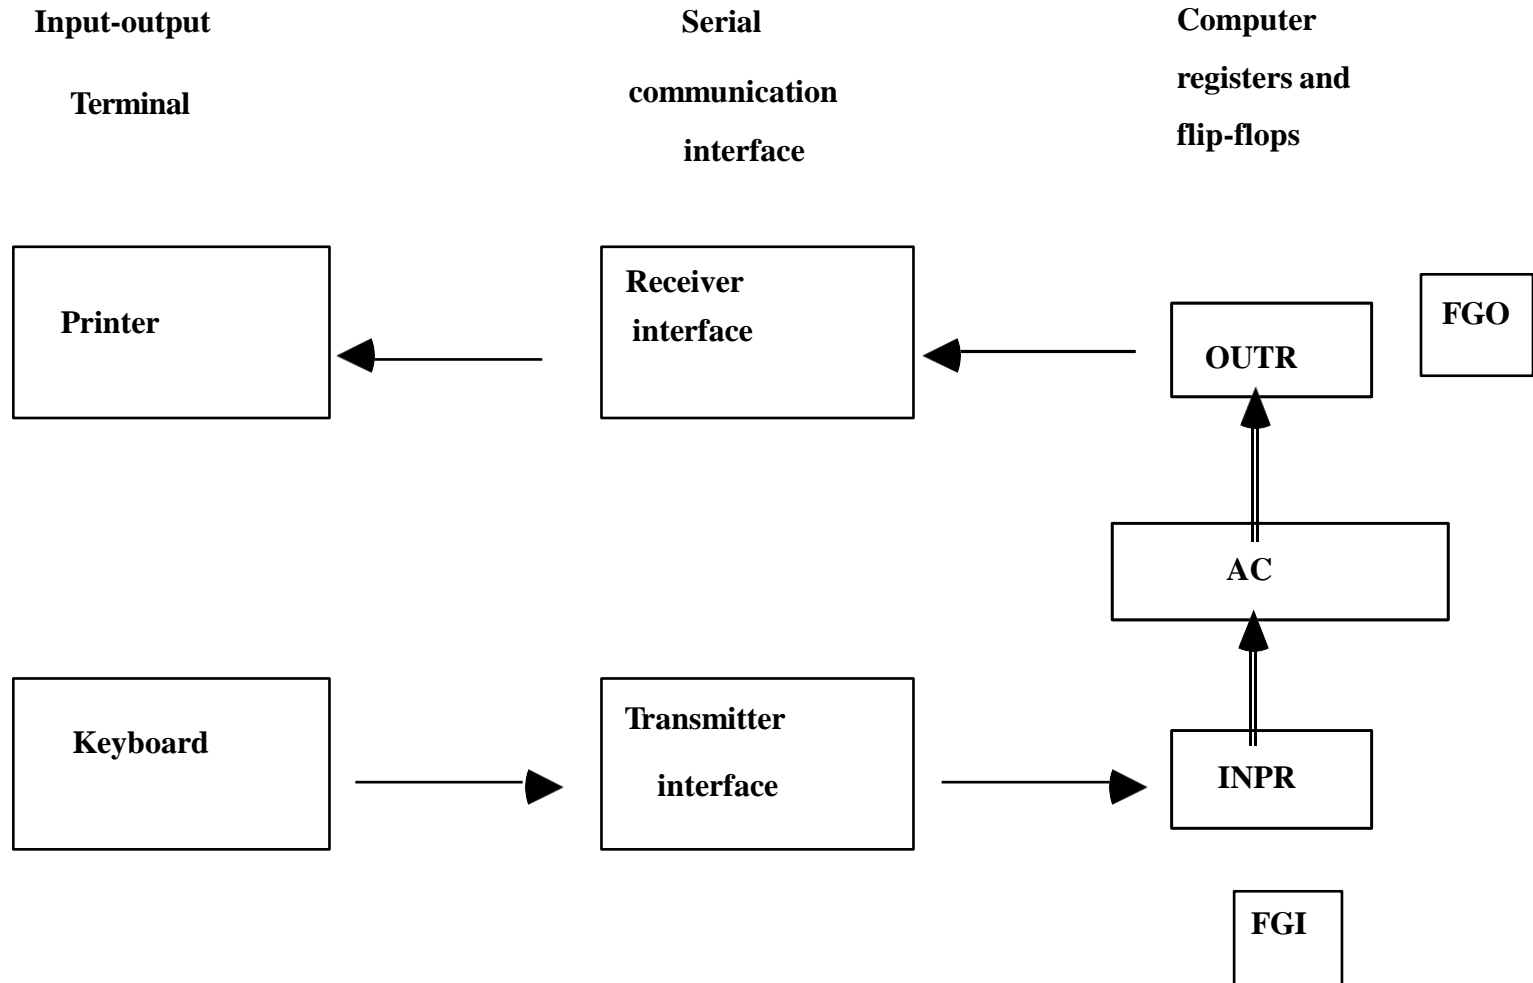 Input-output
Terminal
Serial
communication
interface
Computer
registers and
flip-flops
Printer
Receiver
interface
OUTR
FGO
AC
Keyboard
Transmitter
interface
INPR
FGI